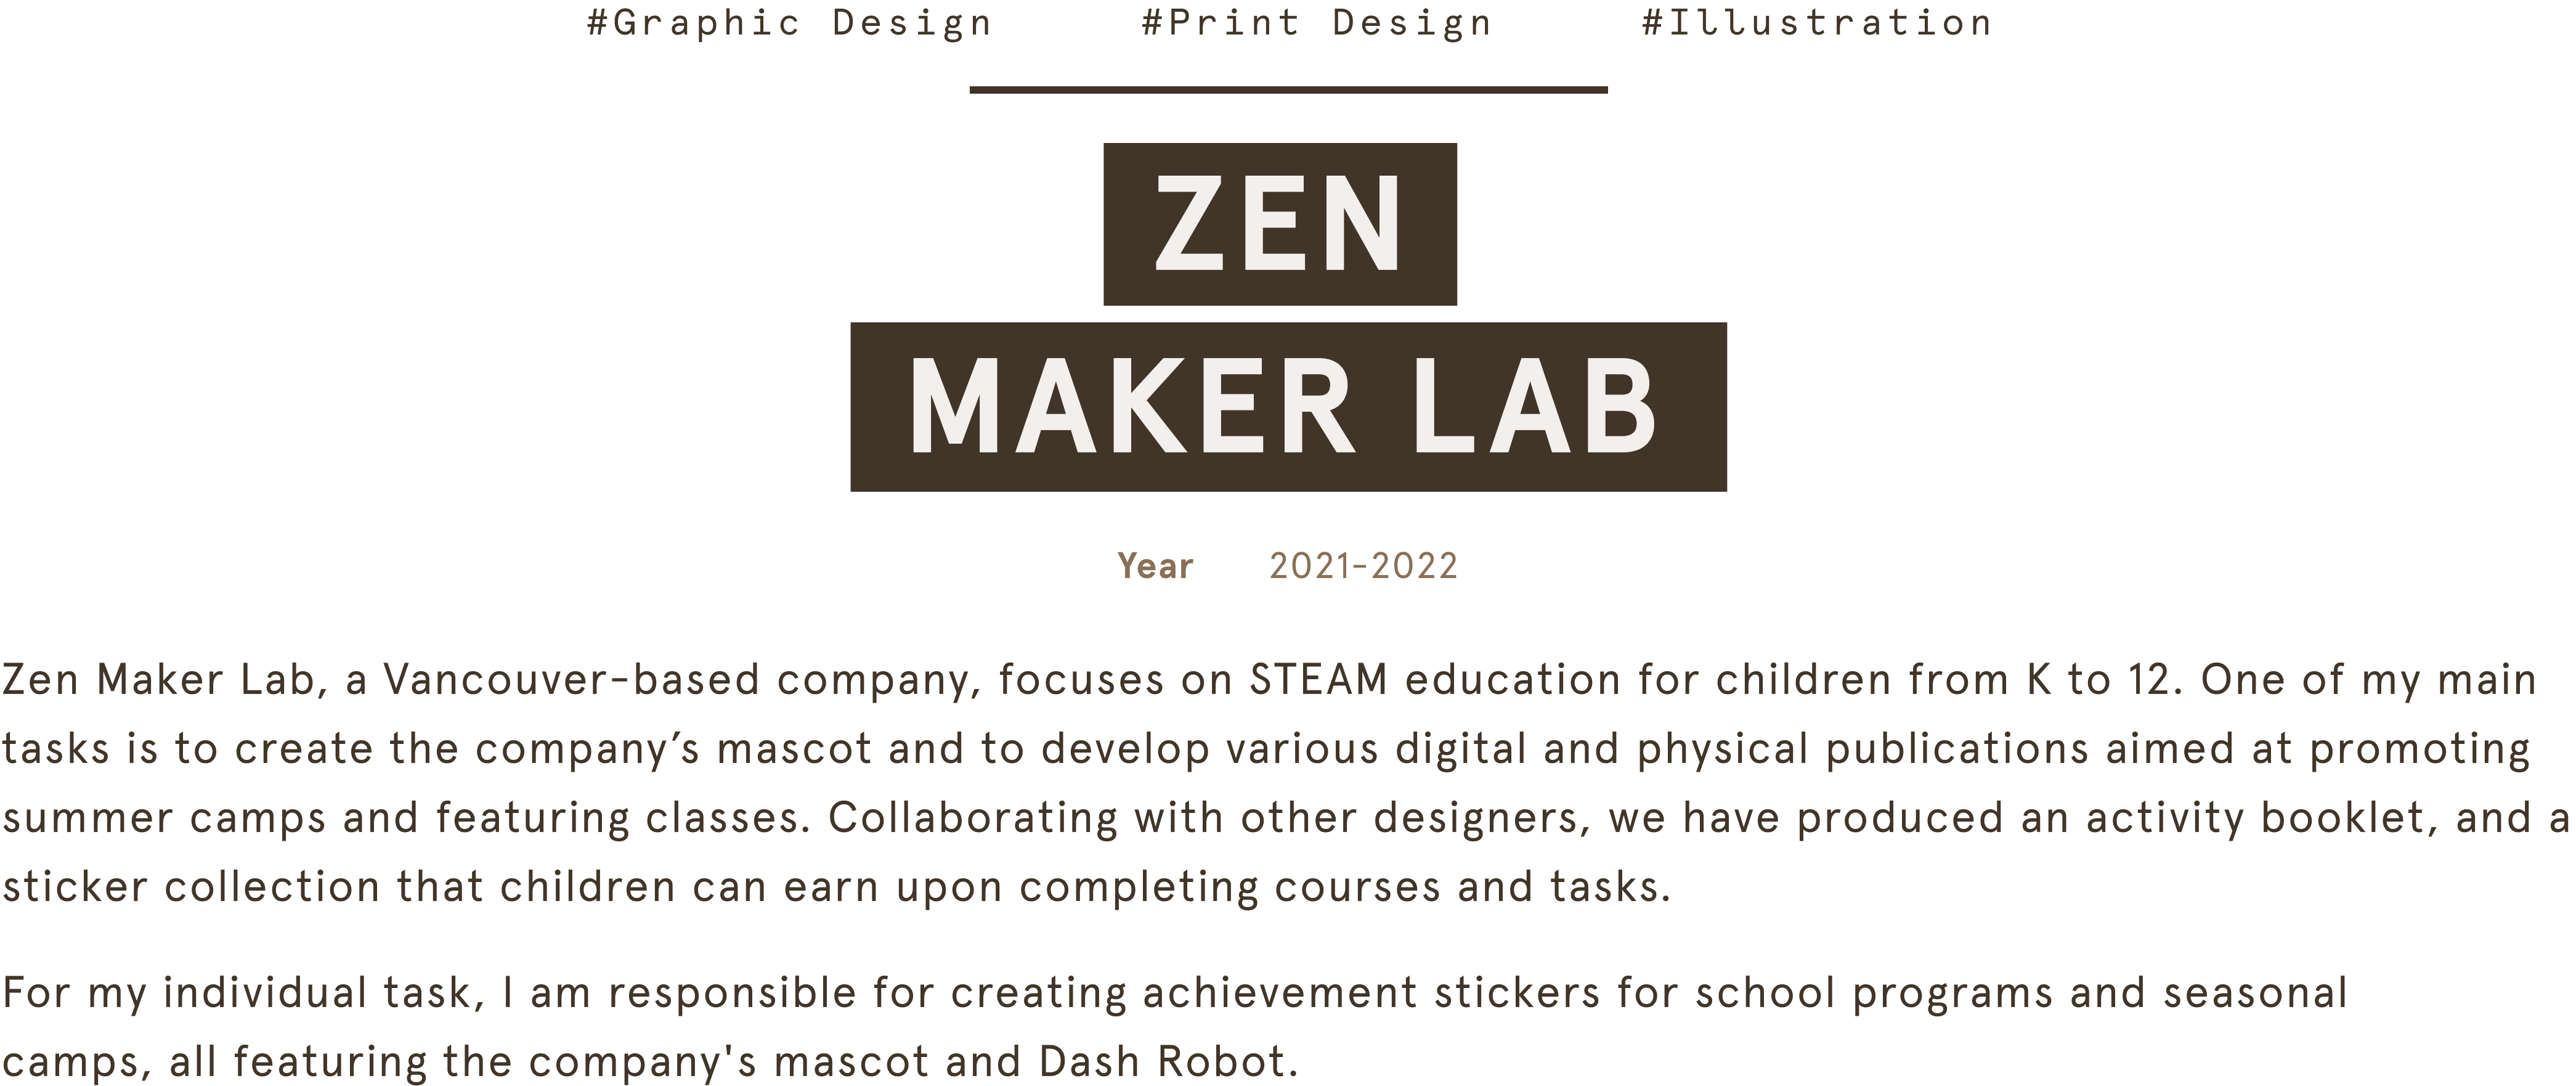 #Graphic Design #Print Design #Illustration
ZEN
MAKER LAB
Year 2021-2022
Zen Maker Lab, a Vancouver-based company, focuses on STEAM education for children from K to 12. One of my main
tasks is to create the company’s mascot and to develop various digital and physical publications aimed at promoting
summer camps and featuring classes. Collaborating with other designers, we have produced an activity booklet, and a
sticker collection that children can earn upon completing courses and tasks.
For my individual task, I am responsible for creating achievement stickers for school programs and seasonal
camps, all featuring the company's mascot and Dash Robot.